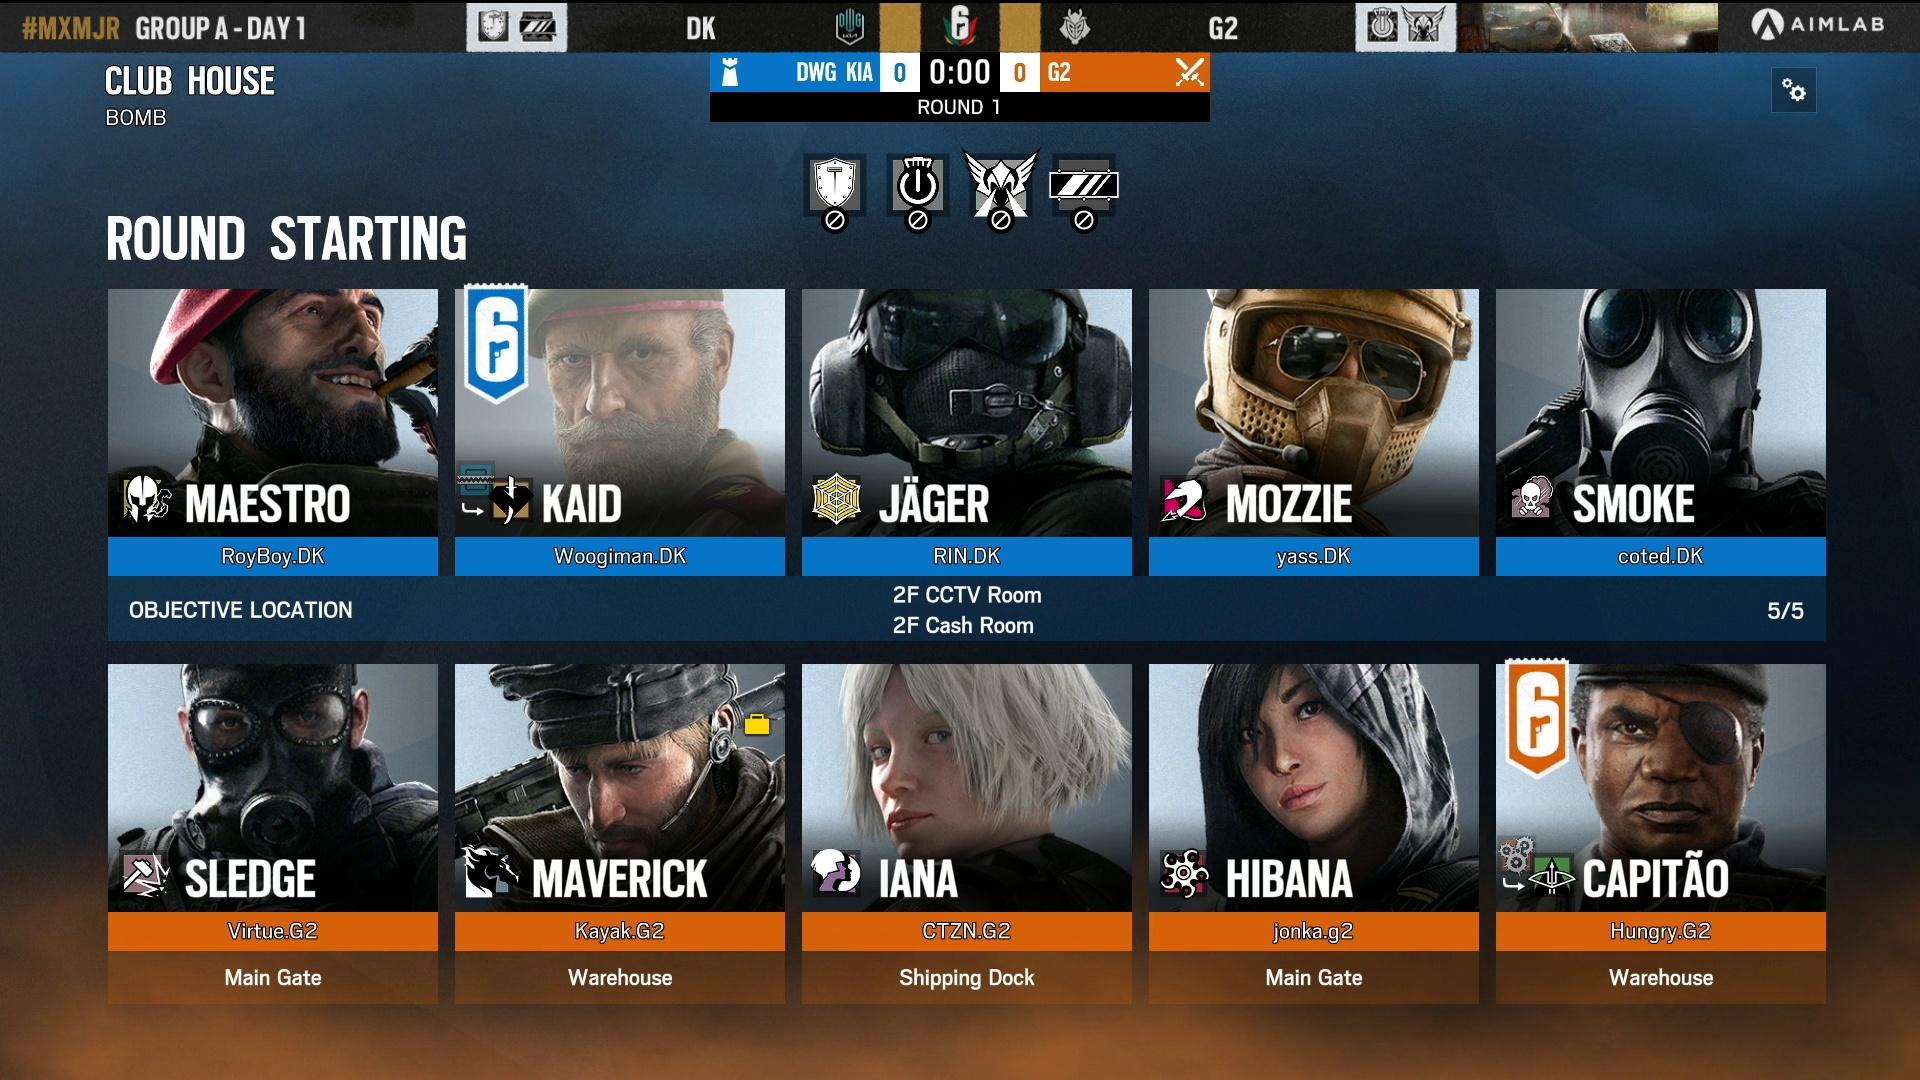 #MXMJR GROUP A - DAY 1
DK
G2
AIMLAB
CLUB HOUSE
BOMB
DWG KIA 0 0:00 0 G2
ROUND 1
ROUND STARTING
MAESTRO
KAID
JÄGER
MOZZIE
SMOKE
RoyBoy.DK
Woogiman.DK
RIN.DK
yass.DK
coted.DK
OBJECTIVE LOCATION
2F CCTV Room
2F Cash Room
5/5
SLEDGE
MAVERICK
IANA
HIBANA
CAPITÃO
Virtue.G2
Kayak.G2
CTZN.G2
jonka.g2
Hungry.G2
Main Gate
Warehouse
Shipping Dock
Main Gate
Warehouse